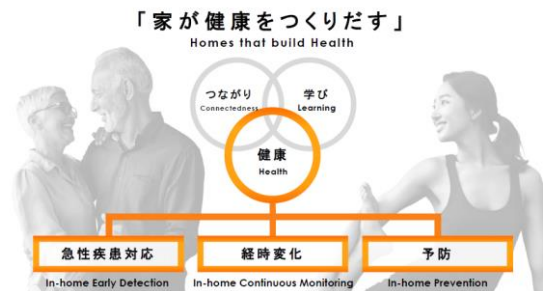 「家が健康をつくりだす」
Homes that build Health
つながり
Connectedness
学び
Learning
健康
Health
急性疾患対応
経時変化
予防
In-home Early Detection
In-home Continuous Monitoring
In-home Prevention